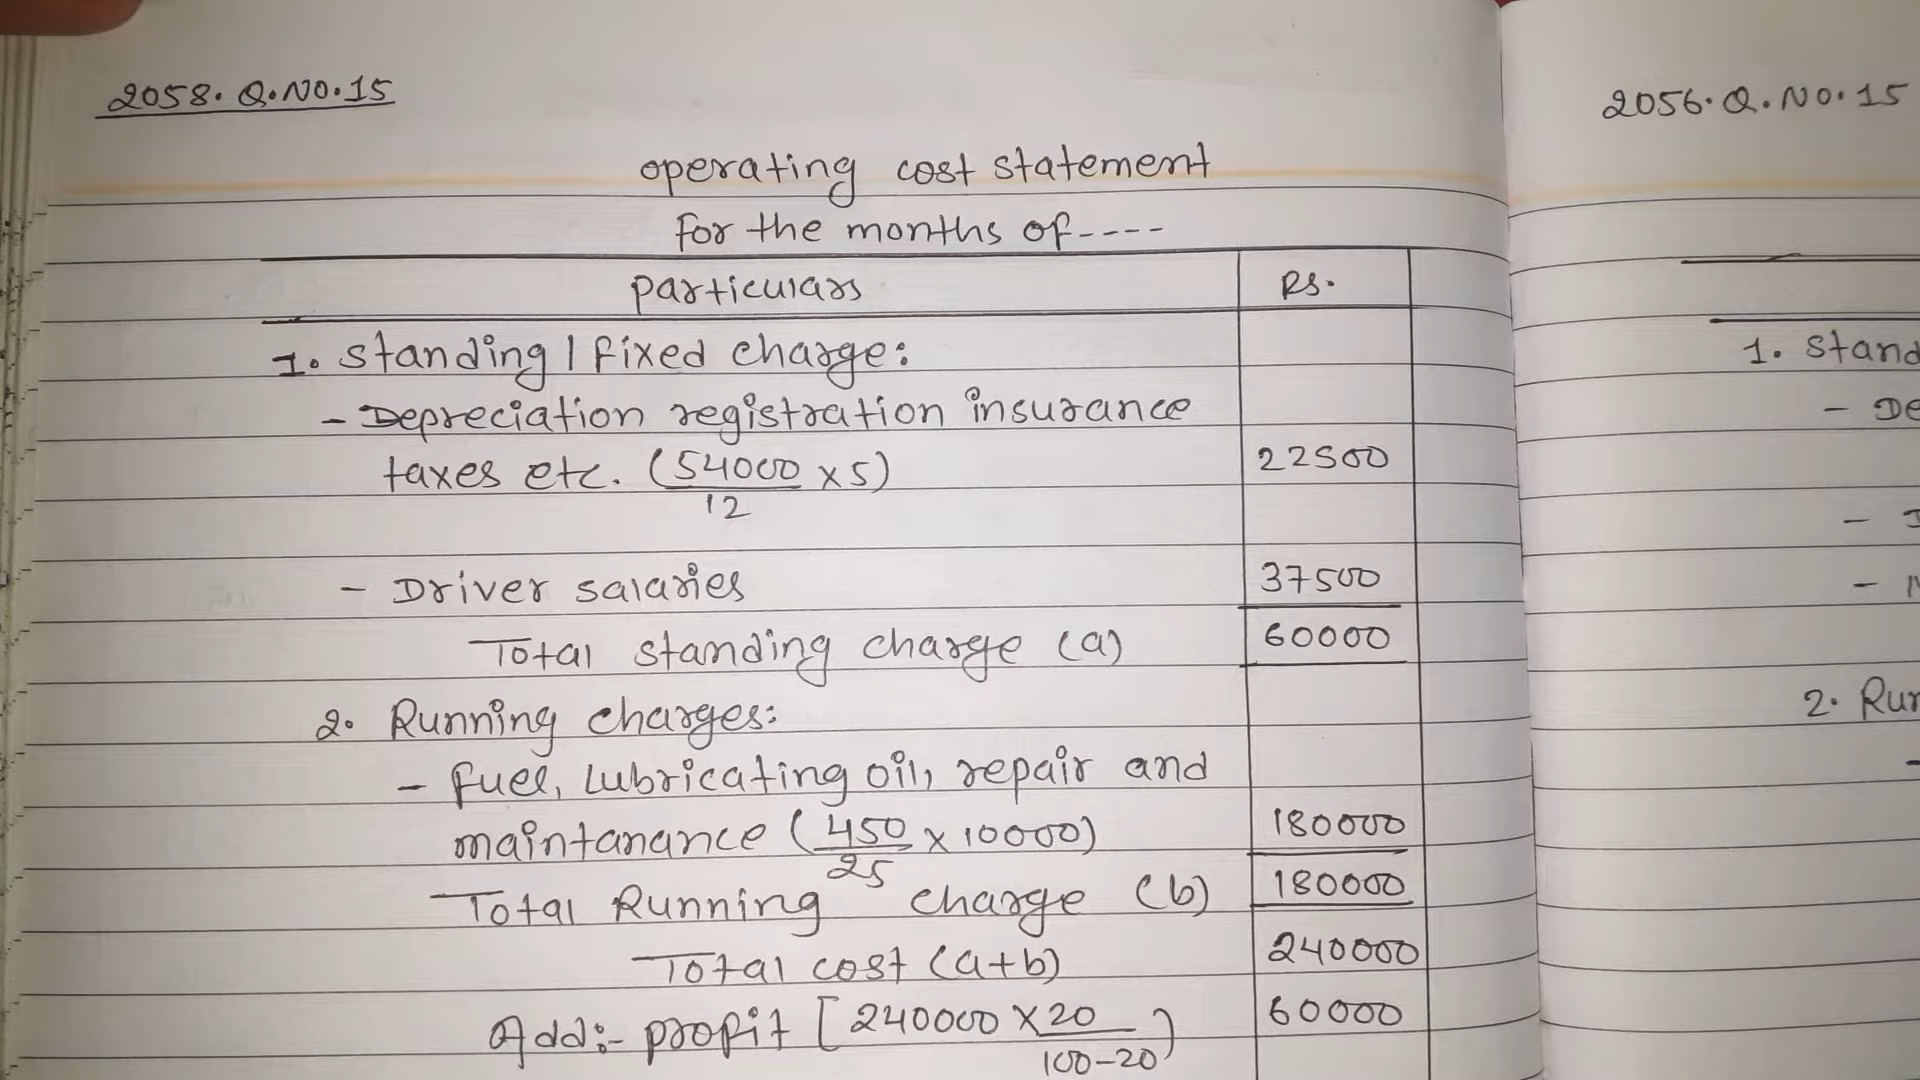 2058. Q.NO.15
operating cost statement
for the months of----
particulars Rs.
1. Standing / fixed charge:
- Depreciation registration insurance
taxes etc. (54000 x 5) 22500
12
- Driver salaries 37500
Total standing charge (a) 60000
2. Running charges:
- fuel, lubricating oil, repair and
maintanance (450 x 10000) 180000
25
Total Running charge (b) 180000
Total cost (a+b) 240000
Add:- profit [240000 x 20 60000
100-20)
2056. Q. No. 15
1. Stand
- De
-
-
2. Run
-